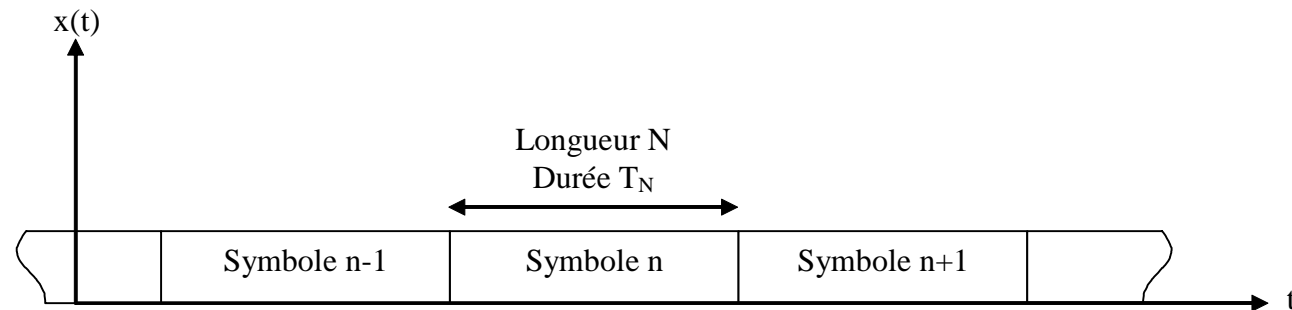 x(t)
Longueur N
Durée T_N
Symbole n-1
Symbole n
Symbole n+1
t